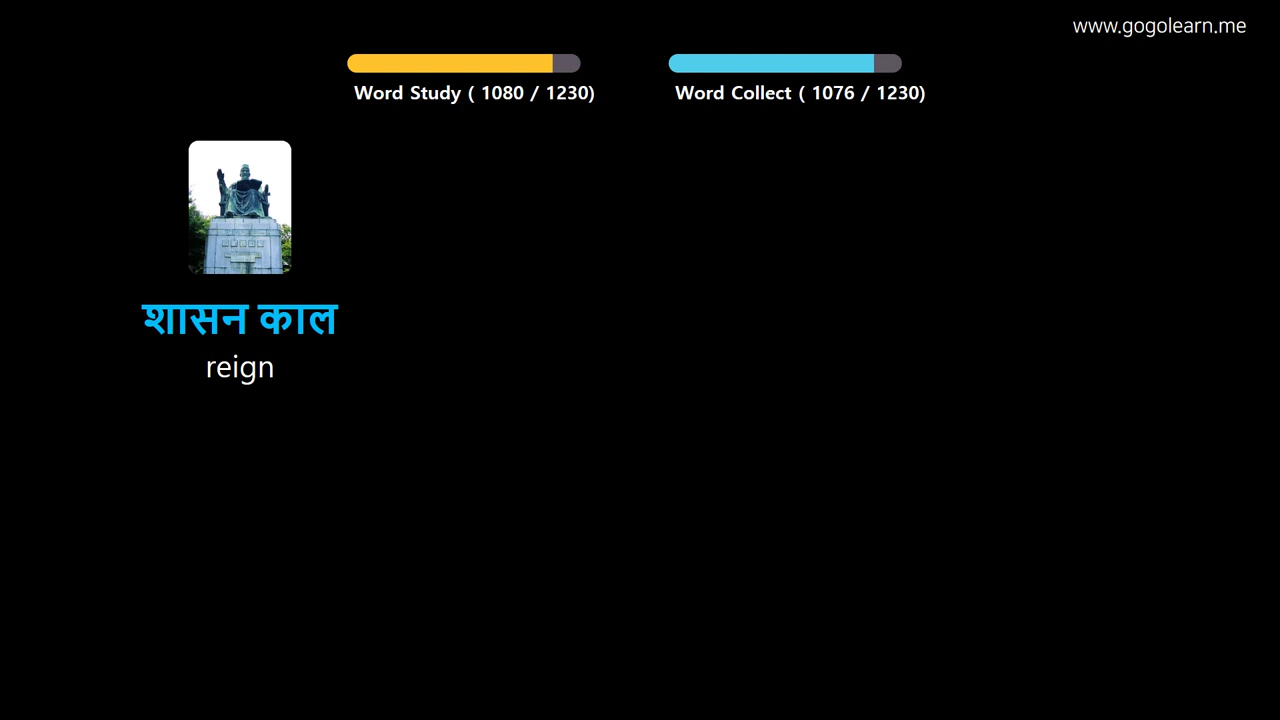 www.gogolearn.me
Word Study ( 1080 / 1230)
Word Collect ( 1076 / 1230)
शासन काल
reign